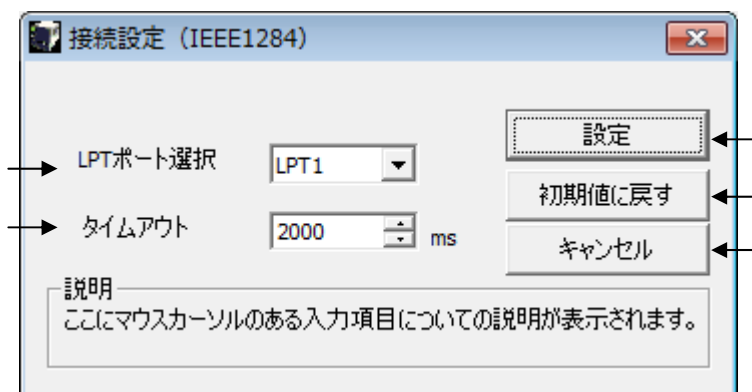 接続設定（IEEE1284）
設定
LPTポート選択 LPT1
初期値に戻す
タイムアウト 2000 ms
キャンセル
説明
ここにマウスカーソルのある入力項目についての説明が表示されます。